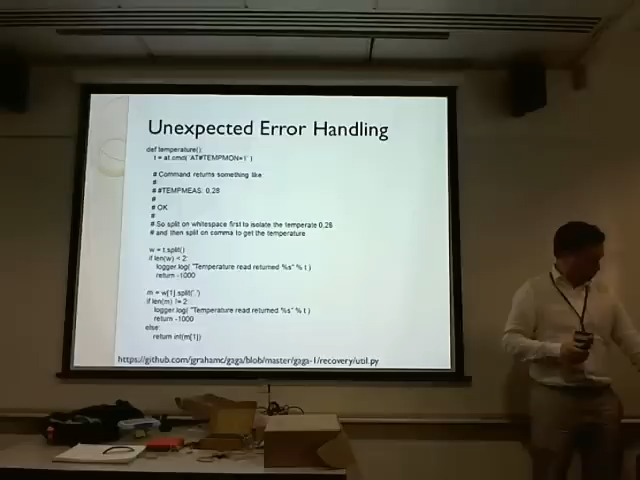 Unexpected Error Handling
def temperature():
t = at.cmd( 'AT#TEMPMON=1' )
# Command returns something like
#
# #TEMPMEAS: 0,28
#
# OK
#
# So split on whitespace first to isolate the temperate 0,28
# and then split on comma to get the temperature
w = t.split()
if len(w) < 2:
logger.log( "Temperature read returned %s" % t )
return -1000
m = w[1].split(',')
if len(m) != 2:
logger.log( "Temperature read returned %s" % t )
return -1000
else:
return int(m[1])
https://github.com/jgrahamc/gaga/blob/master/gaga-1/recovery/util.py